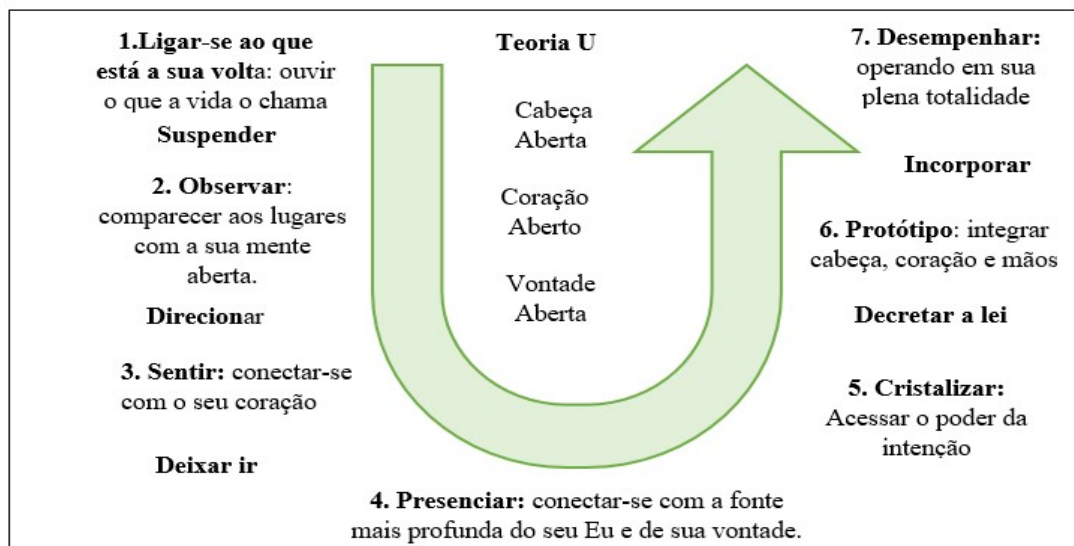 1.Ligar-se ao que
está a sua volta: ouvir
o que a vida o chama
Suspender
2. Observar:
comparecer aos lugares
com a sua mente
aberta.
Direcionar
3. Sentir: conectar-se
com o seu coração
Deixar ir
Teoria U
Cabeça
Aberta
Coração
Aberto
Vontade
Aberta
4. Presenciar: conectar-se com a fonte
mais profunda do seu Eu e de sua vontade.
7. Desempenhar:
operando em sua
plena totalidade
Incorporar
6. Protótipo: integrar
cabeça, coração e mãos
Decretar a lei
5. Cristalizar:
Acessar o poder da
intenção